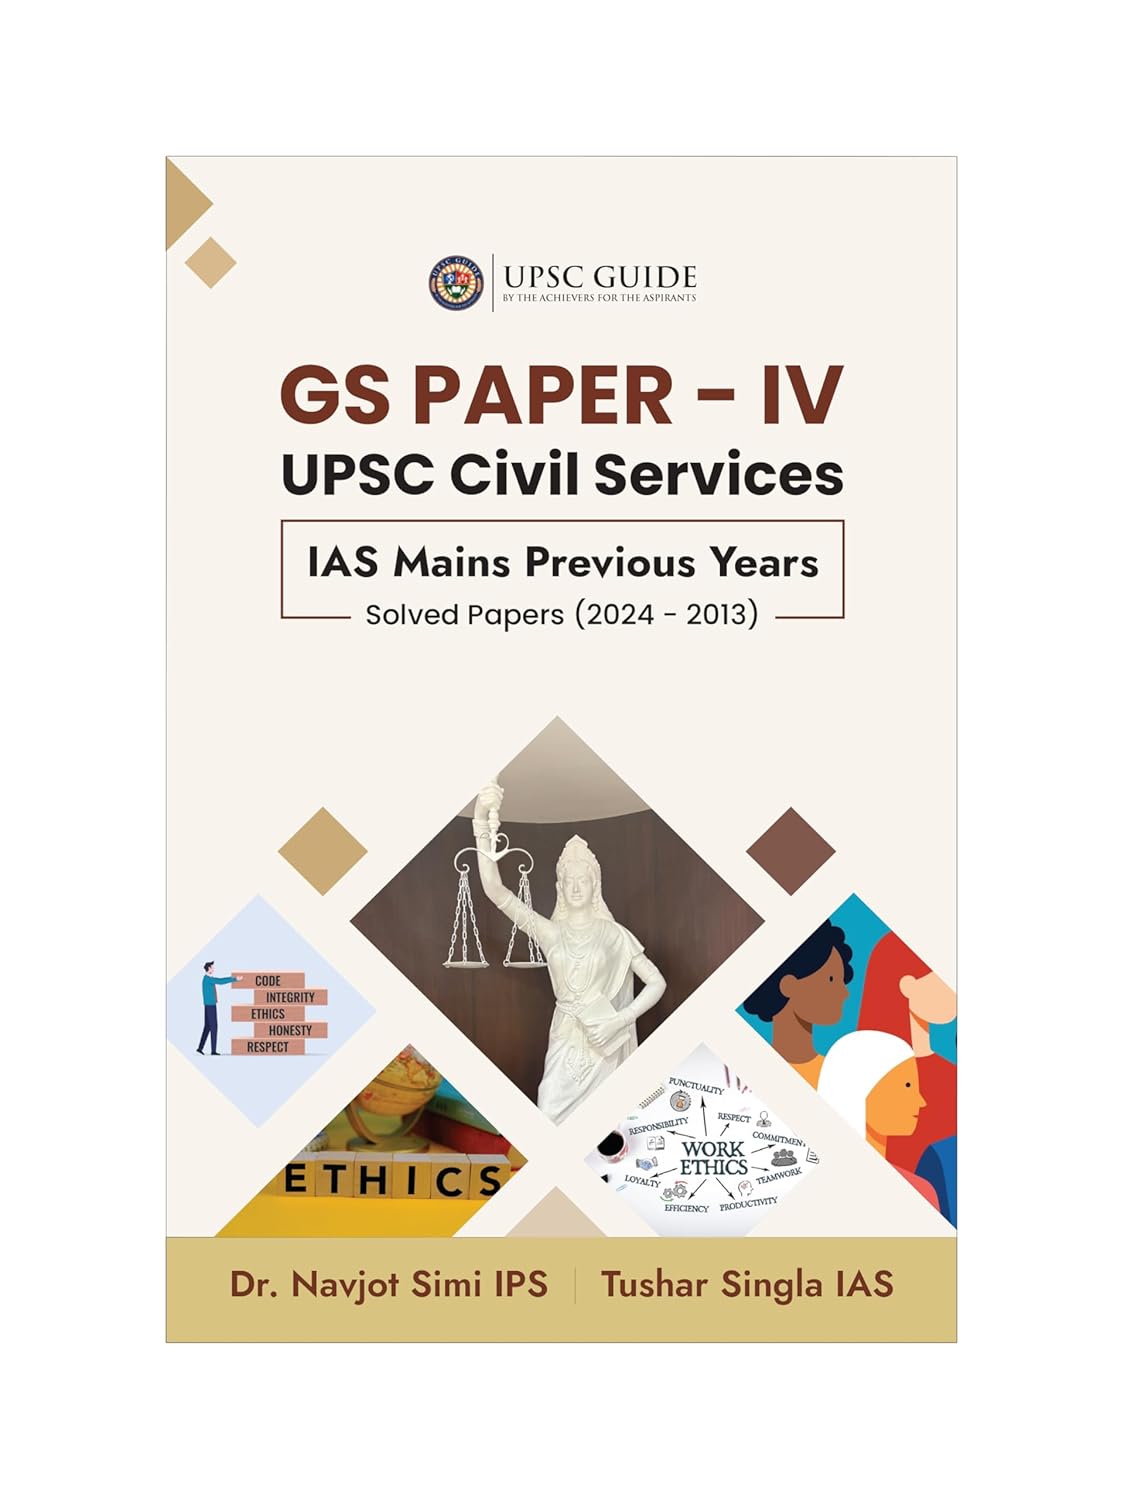 UPSC GUIDE
UPSC GUIDE
BY THE ACHIEVERS FOR THE ASPIRANTS
GS PAPER - IV
UPSC Civil Services
IAS Mains Previous Years
Solved Papers (2024 - 2013)
CODE
INTEGRITY
ETHICS
HONESTY
RESPECT
ETHICS
PUNCTUALITY
RESPONSIBILITY
RESPECT
COMMITMENT
WORK
ETHICS
LOYALTY
TEAMWORK
EFFICIENCY
PRODUCTIVITY
Dr. Navjot Simi IPS
Tushar Singla IAS